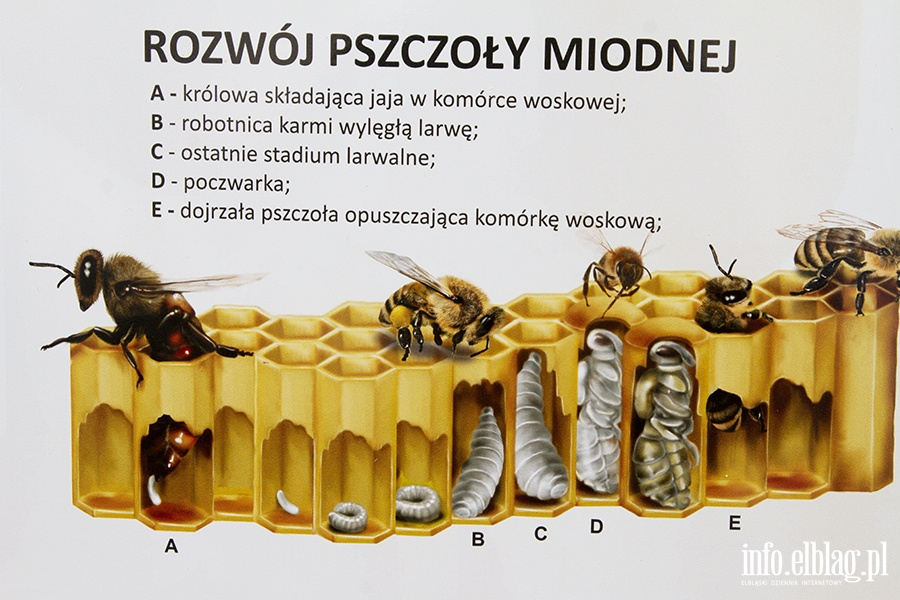 ROZWÓJ PSZCZOŁY MIODNEJ
A - królowa składająca jaja w komórce woskowej;
B - robotnica karmi wylęgłą larwę;
C - ostatnie stadium larwalne;
D - poczwarka;
E - dojrzała pszczoła opuszczająca komórkę woskową;
A
B
C
D
E
info.elblag.pl
ELBLĄSKI DZIENNIK INTERNETOWY